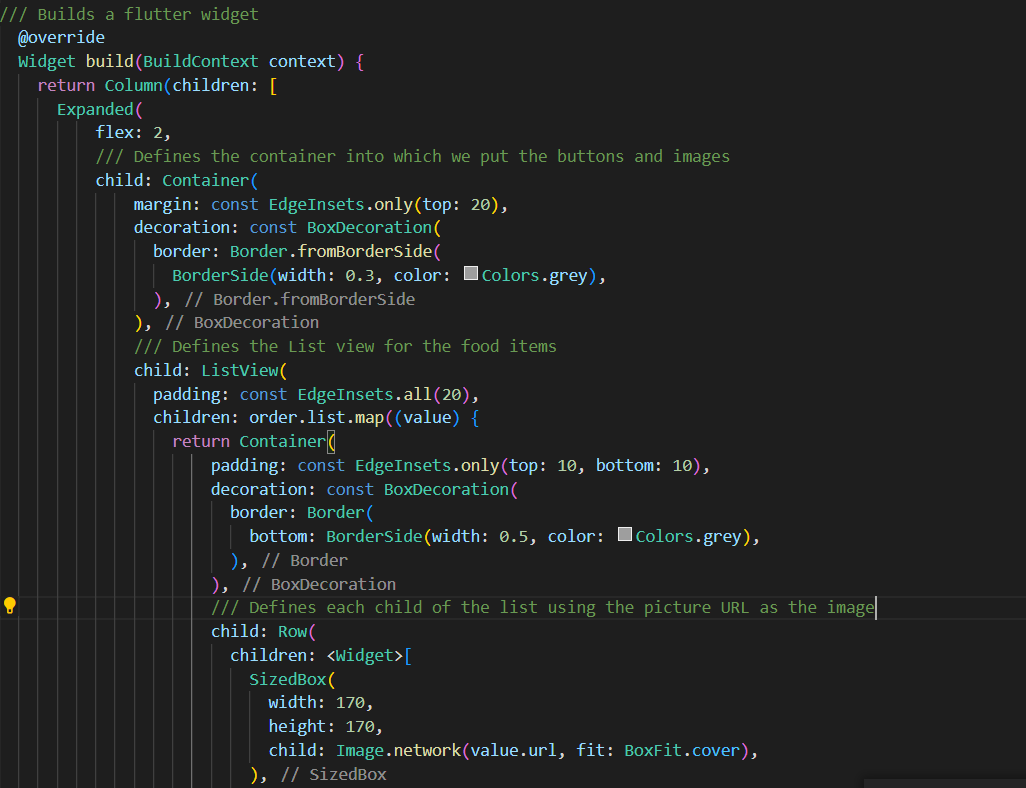 /// Builds a flutter widget
@override
Widget build(BuildContext context) {
return Column(children: [
Expanded(
flex: 2,
/// Defines the container into which we put the buttons and images
child: Container(
margin: const EdgeInsets.only(top: 20),
decoration: const BoxDecoration(
border: Border.fromBorderSide(
BorderSide(width: 0.3, color: Colors.grey),
), // Border.fromBorderSide
), // BoxDecoration
/// Defines the List view for the food items
child: ListView(
padding: const EdgeInsets.all(20),
children: order.list.map((value) {
return Container(
padding: const EdgeInsets.only(top: 10, bottom: 10),
decoration: const BoxDecoration(
border: Border(
bottom: BorderSide(width: 0.5, color: Colors.grey),
), // Border
), // BoxDecoration
/// Defines each child of the list using the picture URL as the image
child: Row(
children: <Widget>[
SizedBox(
width: 170,
height: 170,
child: Image.network(value.url, fit: BoxFit.cover),
), // SizedBox